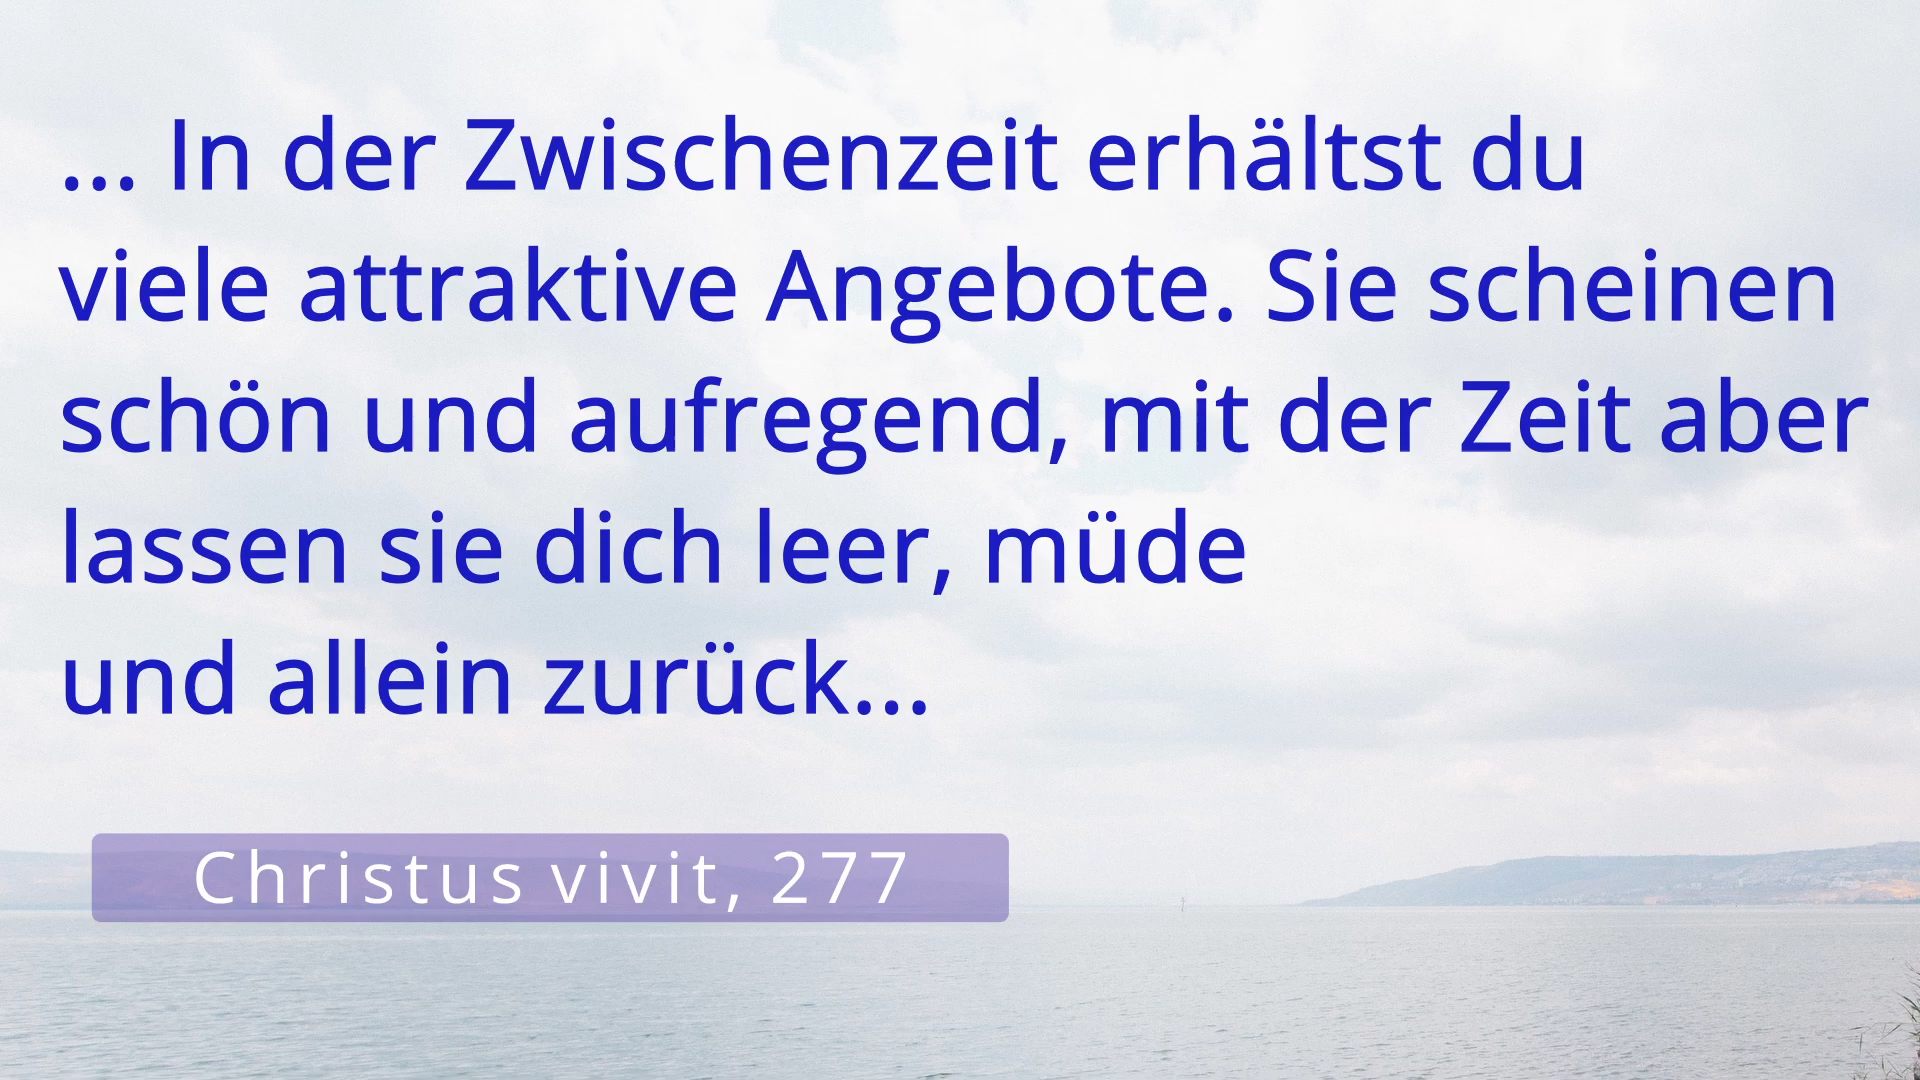 ... In der Zwischenzeit erhältst du
viele attraktive Angebote. Sie scheinen
schön und aufregend, mit der Zeit aber
lassen sie dich leer, müde
und allein zurück...
Christus vivit, 277